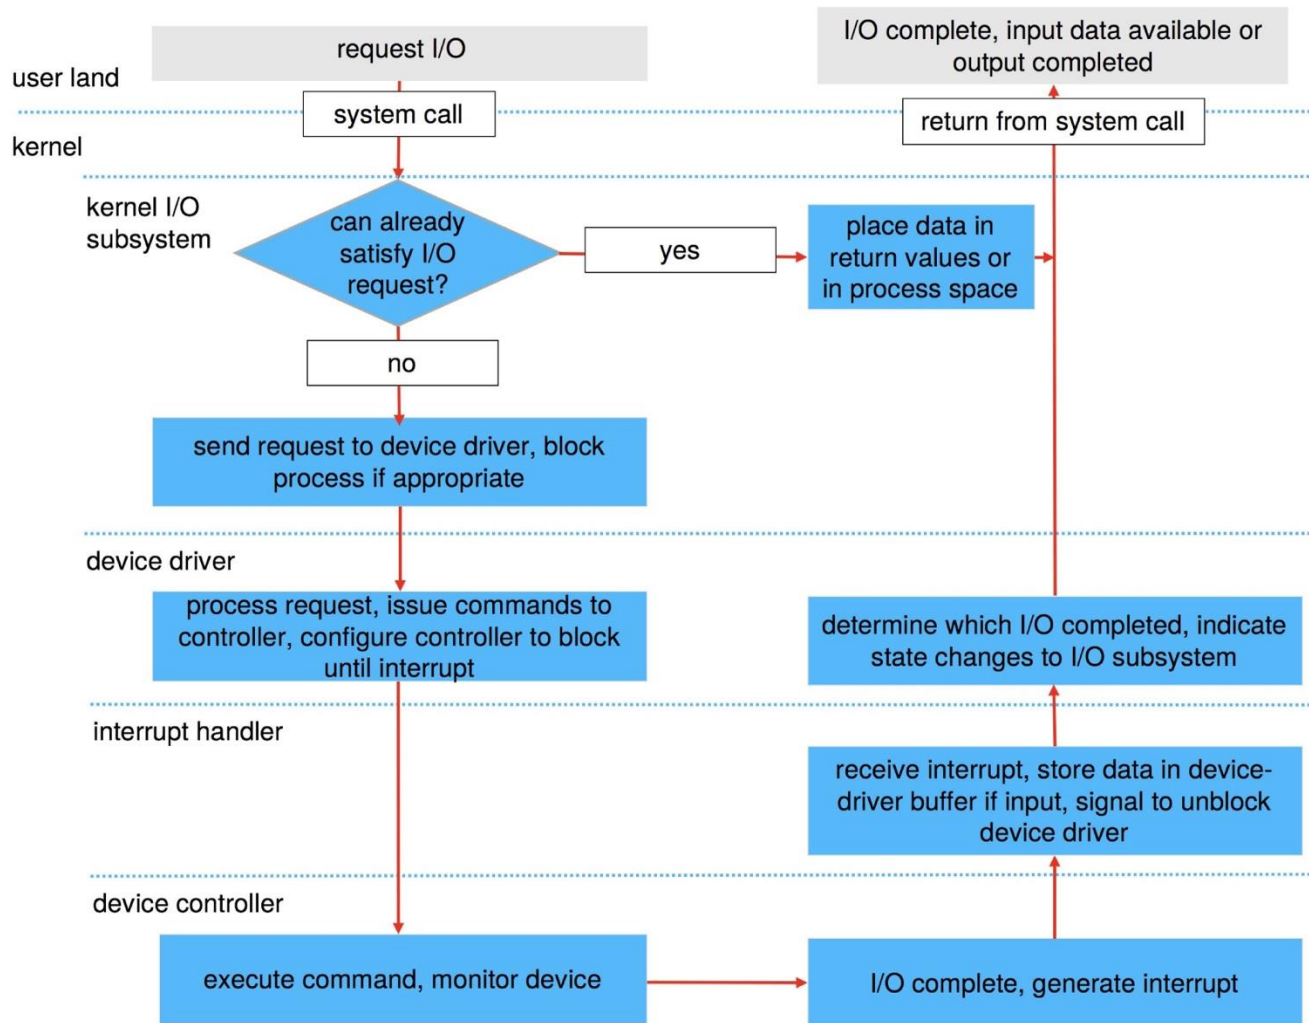 request I/O
I/O complete, input data available or
output completed
user land
system call
return from system call
kernel
kernel I/O
subsystem
can already
satisfy I/O
request?
yes
place data in
return values or
in process space
no
send request to device driver, block
process if appropriate
device driver
process request, issue commands to
controller, configure controller to block
until interrupt
determine which I/O completed, indicate
state changes to I/O subsystem
interrupt handler
receive interrupt, store data in device-
driver buffer if input, signal to unblock
device driver
device controller
execute command, monitor device
I/O complete, generate interrupt